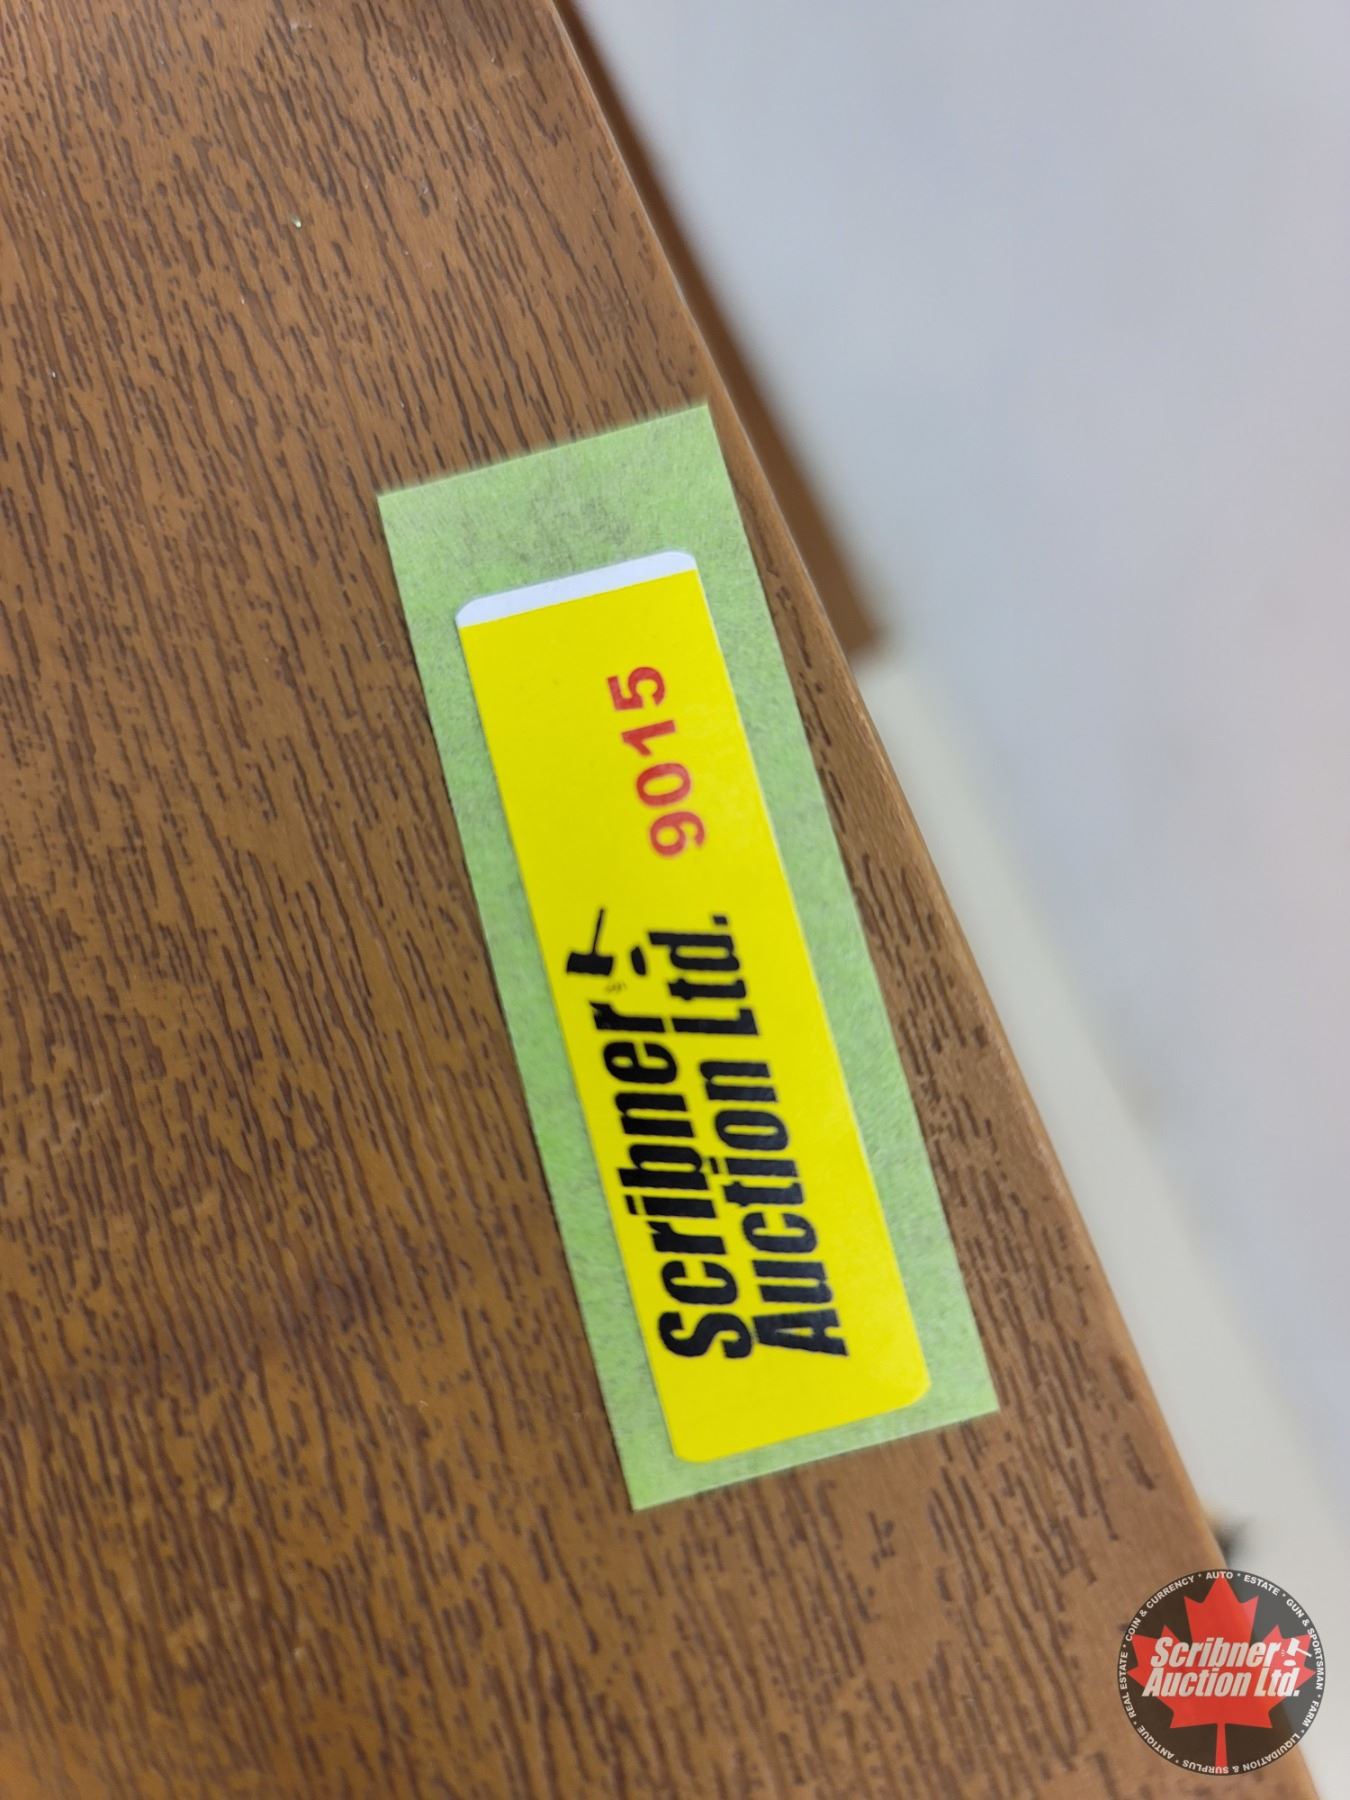 Scribner
Auction Ltd.
9015
COIN & CURRENCY • AUTO • ESTATE • GUN & SPORTSMAN • FARM • LIQUIDATION & SURPLUS • ANTIQUE • REAL ESTATE •
Scribner
Auction Ltd.